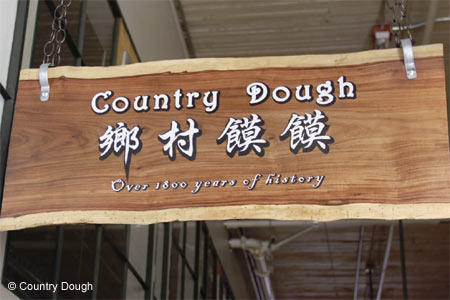 Country Dough
鄉村饃饃
Over 1800 years of history
© Country Dough